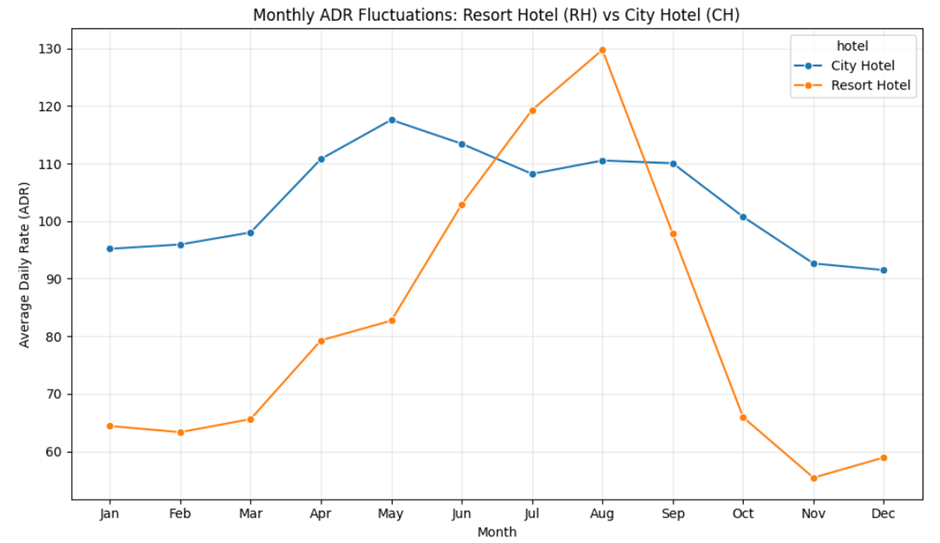 Monthly ADR Fluctuations: Resort Hotel (RH) vs City Hotel (CH)
hotel
City Hotel
Resort Hotel
Average Daily Rate (ADR)
130
120
110
100
90
80
70
60
Jan Feb Mar Apr May Jun Jul Aug Sep Oct Nov Dec
Month